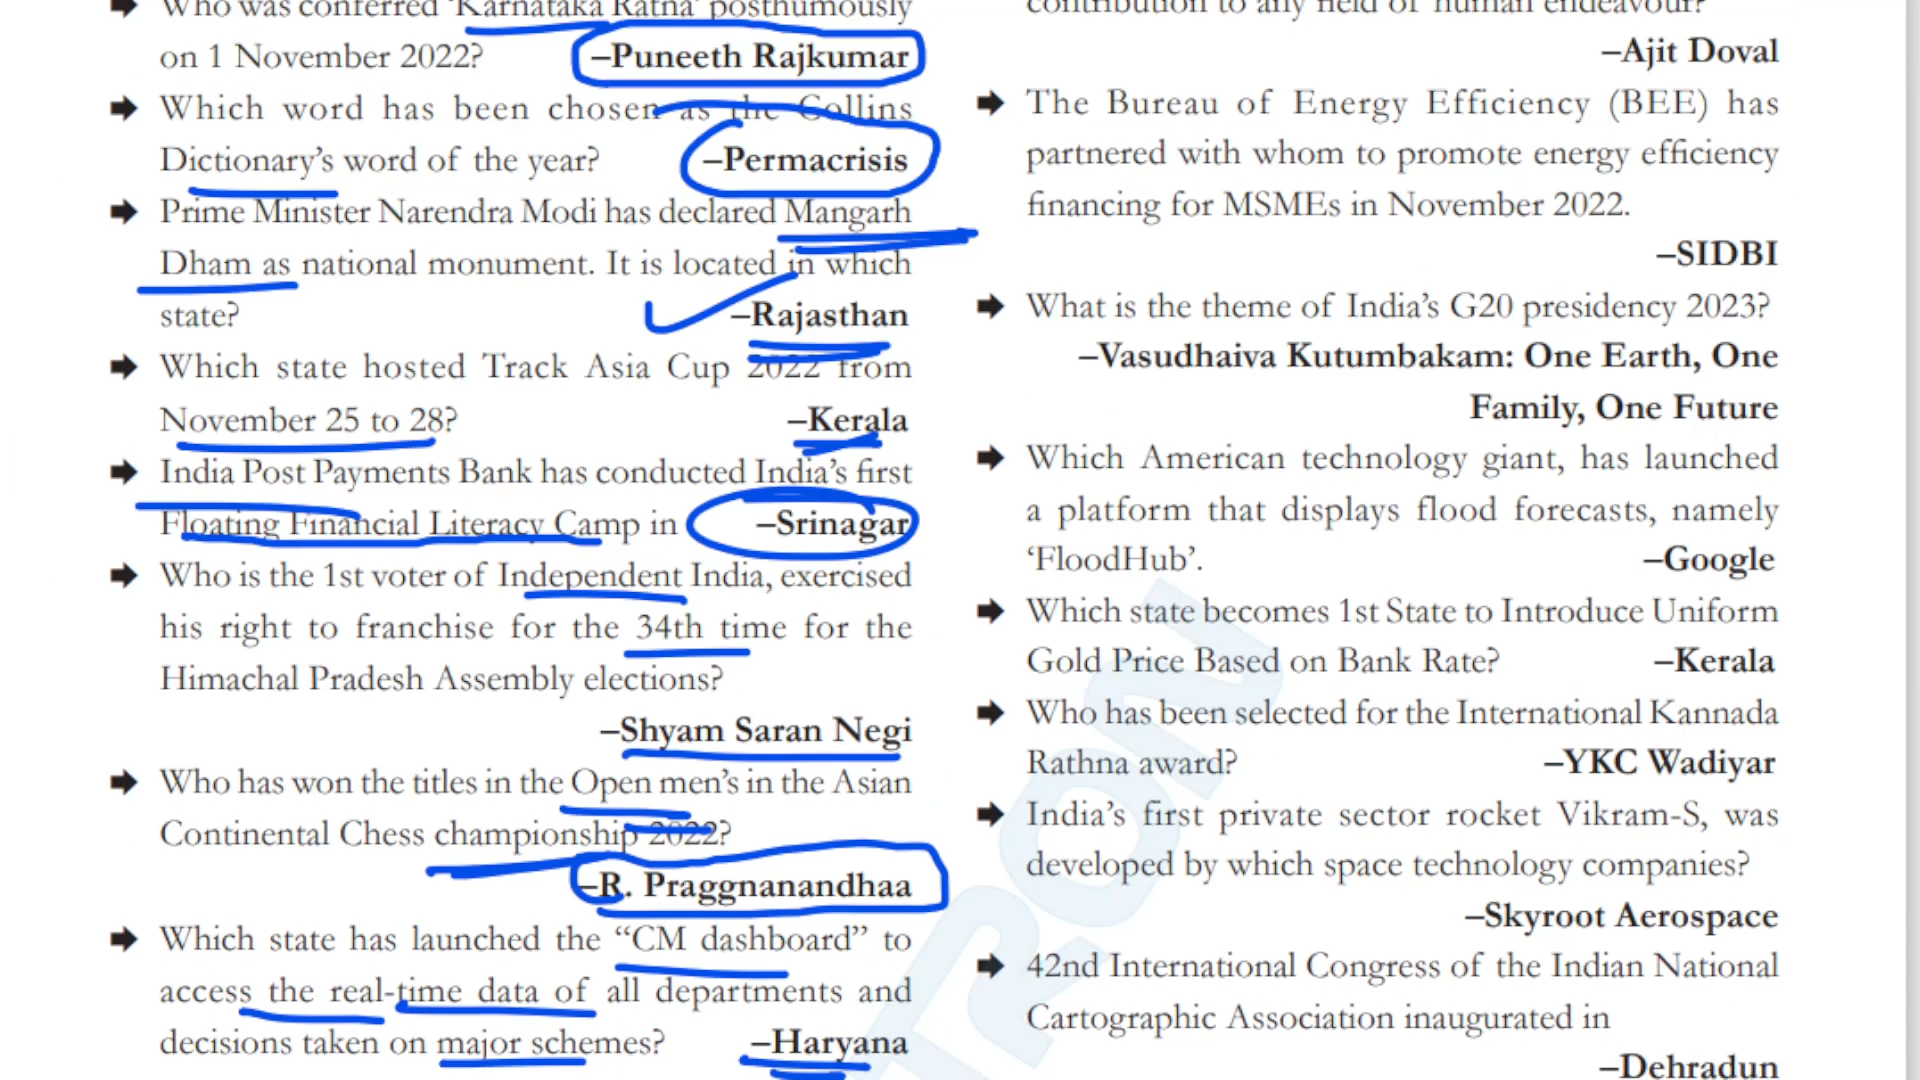 Who was conferred ‘Karnataka Ratna’ posthumously
on 1 November 2022? –Puneeth Rajkumar
Which word has been chosen as the Collins
Dictionary’s word of the year? –Permacrisis
Prime Minister Narendra Modi has declared Mangarh
Dham as national monument. It is located in which
state? –Rajasthan
Which state hosted Track Asia Cup 2022 from
November 25 to 28? –Kerala
India Post Payments Bank has conducted India’s first
Floating Financial Literacy Camp in –Srinagar
Who is the 1st voter of Independent India, exercised
his right to franchise for the 34th time for the
Himachal Pradesh Assembly elections?
–Shyam Saran Negi
Who has won the titles in the Open men’s in the Asian
Continental Chess championship 2022?
–R. Praggnanandhaa
Which state has launched the “CM dashboard” to
access the real-time data of all departments and
decisions taken on major schemes? –Haryana
contribution to any field of human endeavour?
–Ajit Doval
The Bureau of Energy Efficiency (BEE) has
partnered with whom to promote energy efficiency
financing for MSMEs in November 2022.
–SIDBI
What is the theme of India’s G20 presidency 2023?
–Vasudhaiva Kutumbakam: One Earth, One
Family, One Future
Which American technology giant, has launched
a platform that displays flood forecasts, namely
‘FloodHub’. –Google
Which state becomes 1st State to Introduce Uniform
Gold Price Based on Bank Rate? –Kerala
Who has been selected for the International Kannada
Rathna award? –YKC Wadiyar
India’s first private sector rocket Vikram-S, was
developed by which space technology companies?
–Skyroot Aerospace
42nd International Congress of the Indian National
Cartographic Association inaugurated in
–Dehradun